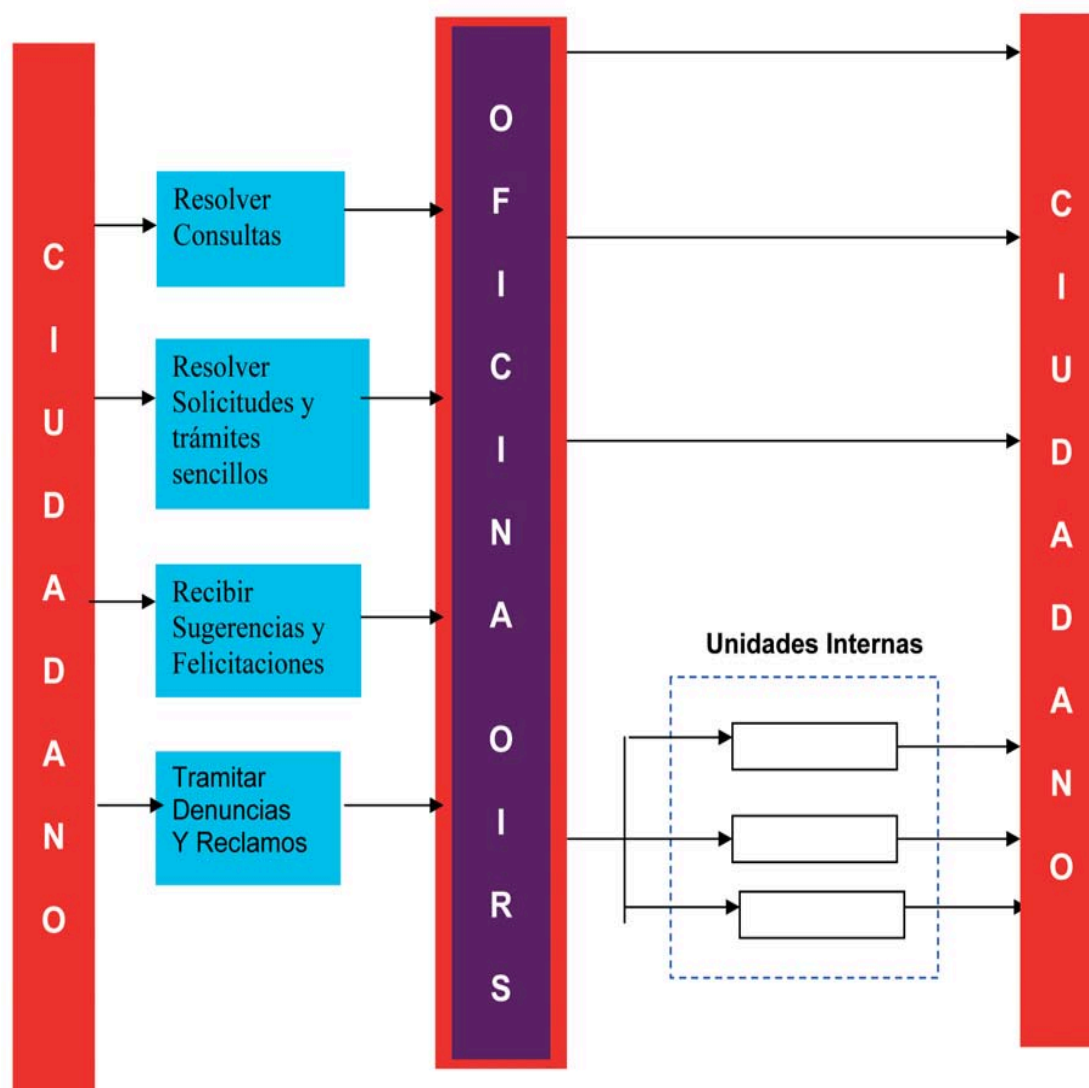 CIUDADANO
Resolver
Consultas
Resolver
Solicitudes y
trámites
sencillos
Recibir
Sugerencias y
Felicitaciones
Tramitar
Denuncias
Y Reclamos
OFICINA OIRS
Unidades Internas
CIUDADANO